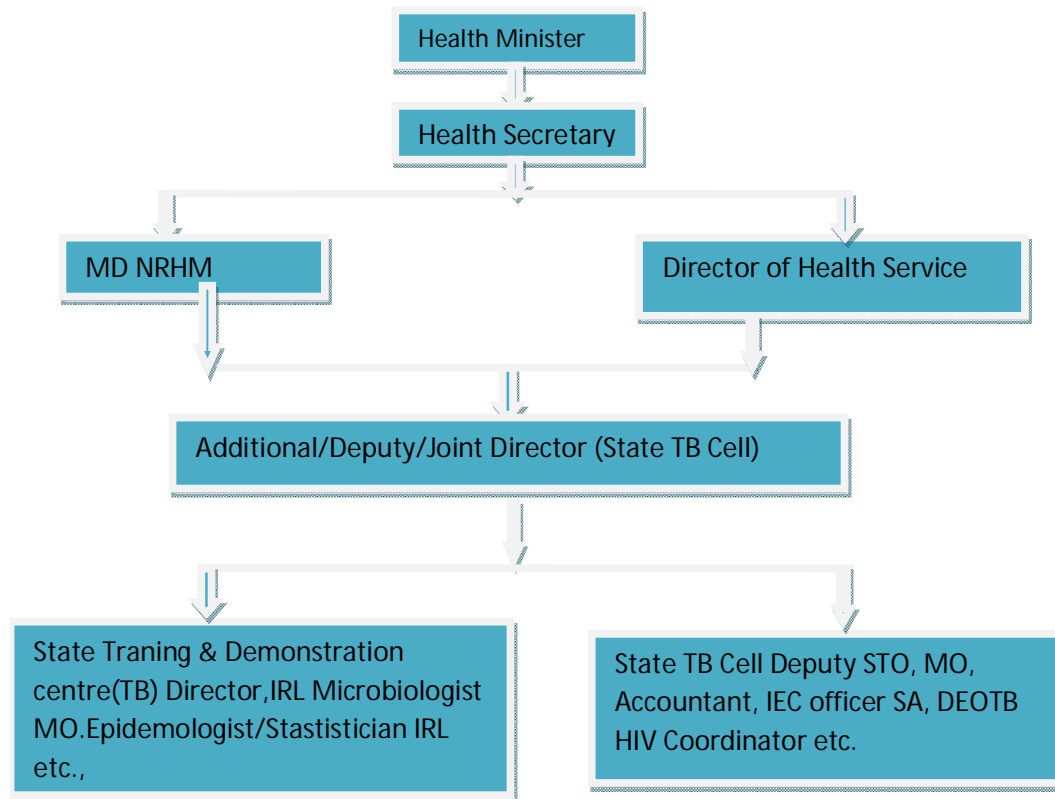 Health Minister
Health Secretary
MD NRHM
Director of Health Service
Additional/Deputy/Joint Director (State TB Cell)
State Traning & Demonstration
centre(TB) Director,IRL Microbiologist
MO.Epidemologist/Stastistician IRL
etc.,
State TB Cell Deputy STO, MO,
Accountant, IEC officer SA, DEOTB
HIV Coordinator etc.